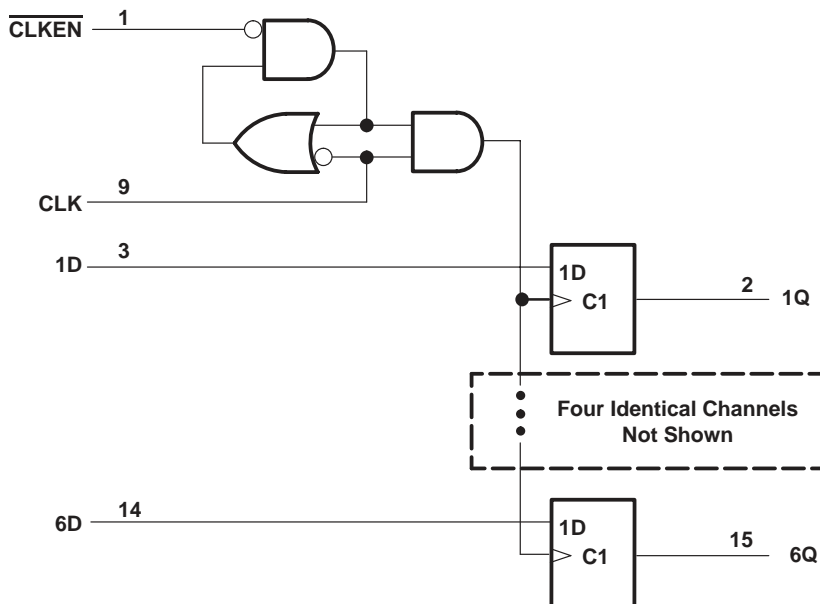 CLKEN 1
CLK 9
1D 3
1D
C1
2 1Q
Four Identical Channels
Not Shown
6D 14
1D
C1
15 6Q